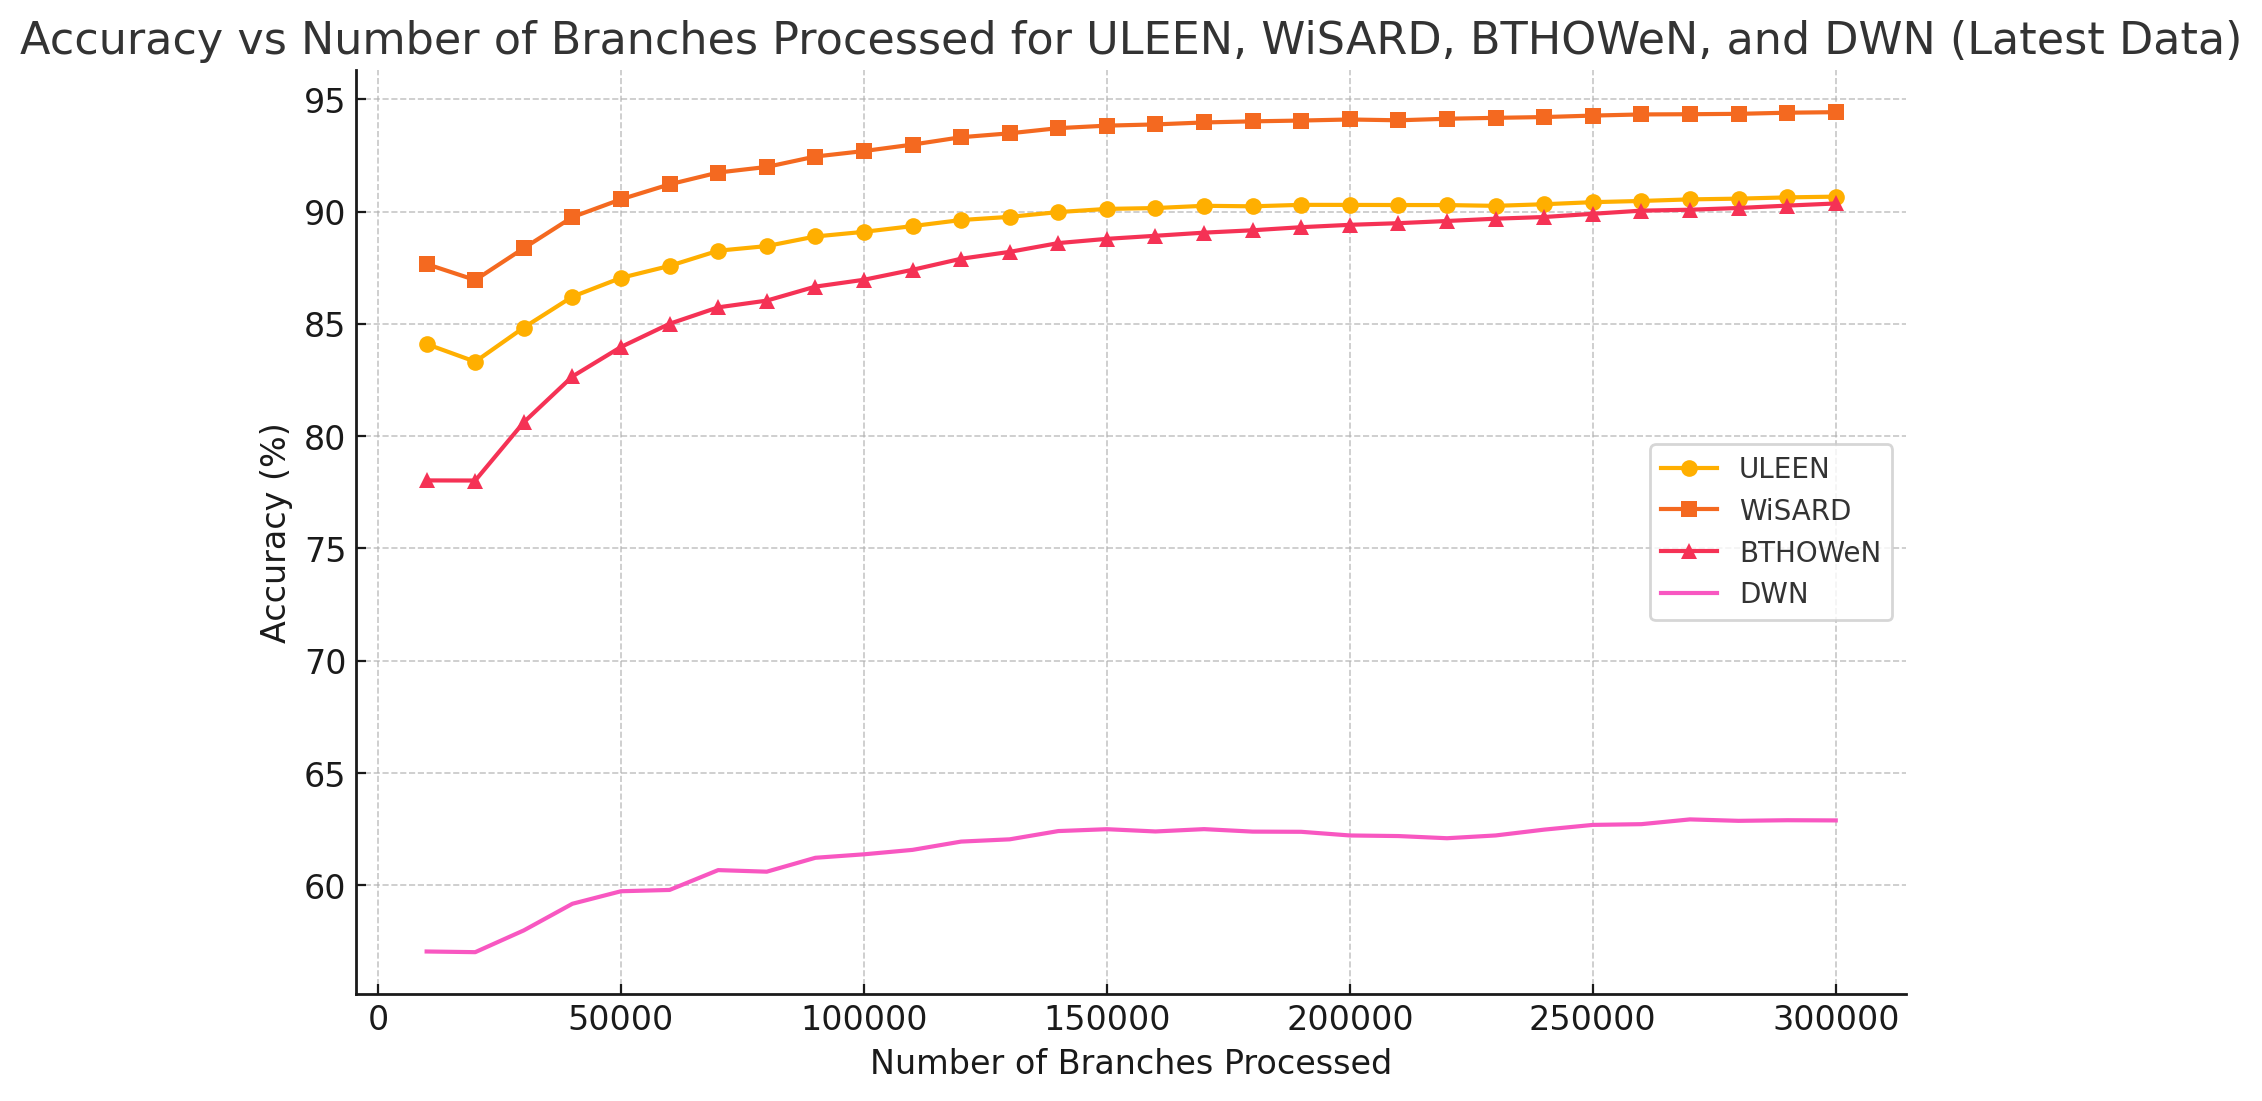 Accuracy vs Number of Branches Processed for ULEEN, WiSARD, BTHOWeN, and DWN (Latest Data)
Accuracy (%)
95
90
85
80
75
70
65
60
ULEEN
WiSARD
BTHOWeN
DWN
0 50000 100000 150000 200000 250000 300000
Number of Branches Processed